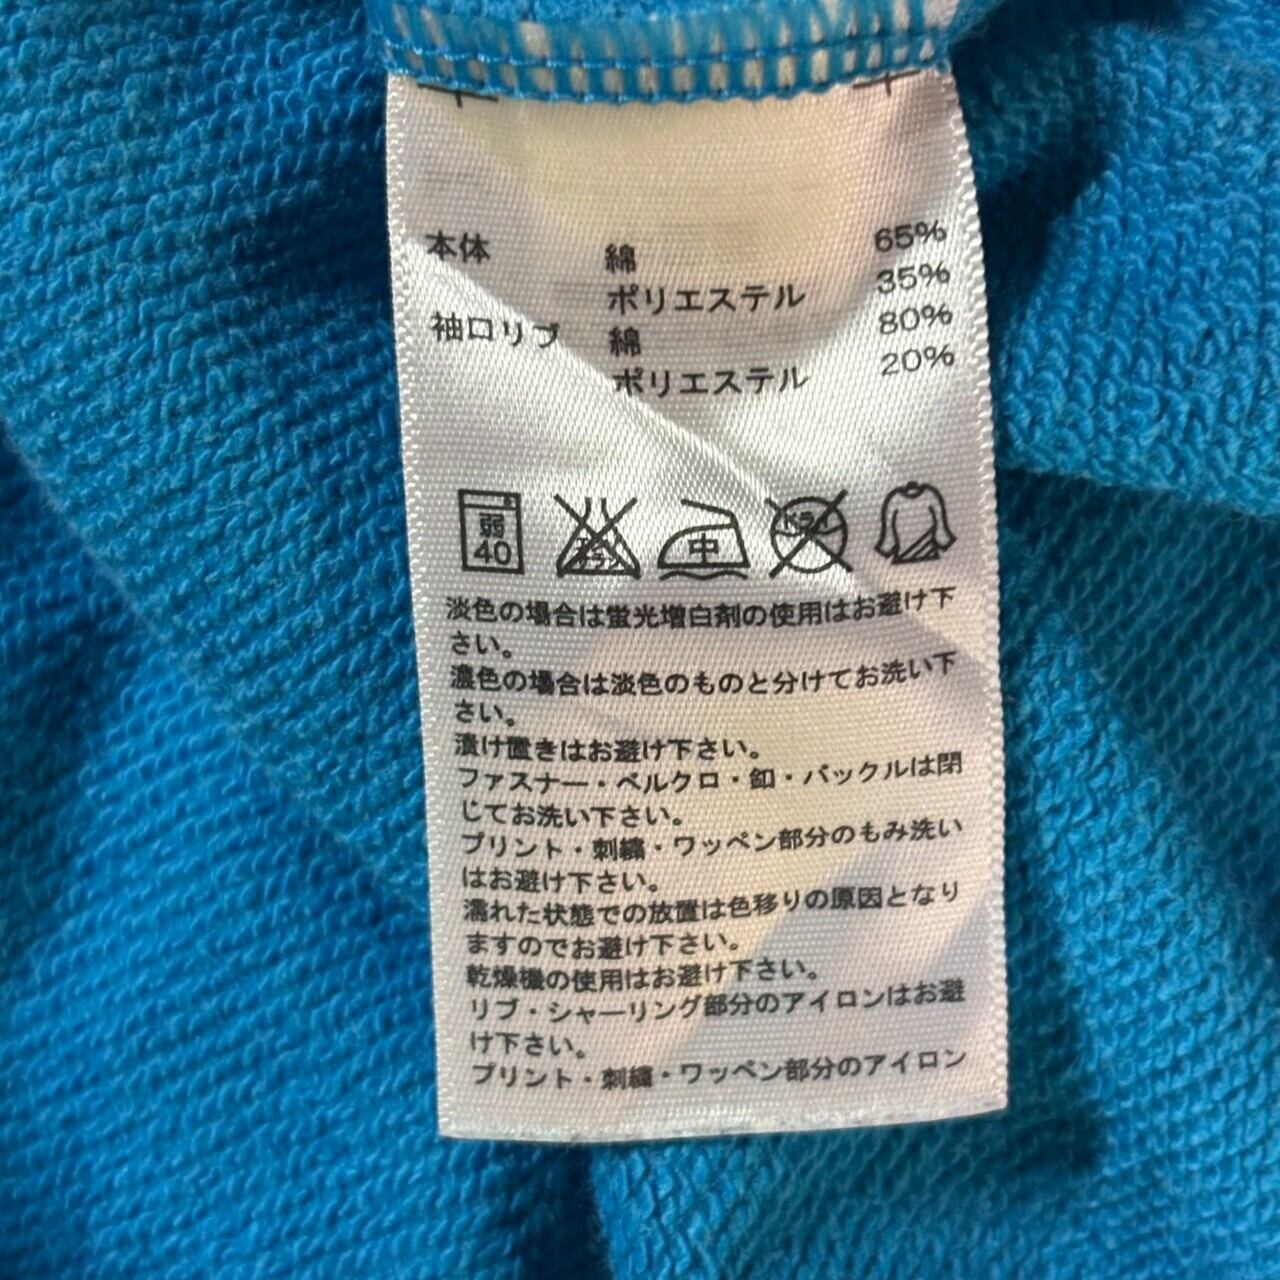 本体 綿 65%
ポリエステル 35%
袖口リブ 綿 80%
ポリエステル 20%
弱 40 中
淡色の場合は蛍光増白剤の使用はお避け下
さい。
濃色の場合は淡色のものと分けてお洗い下
さい。
漬け置きはお避け下さい。
ファスナー・ベルクロ・釦・バックルは閉
じてお洗い下さい。
プリント・刺繍・ワッペン部分のもみ洗い
はお避け下さい。
濡れた状態での放置は色移りの原因となり
ますのでお避け下さい。
乾燥機の使用はお避け下さい。
リブ・シャーリング部分のアイロンはお避
け下さい。
プリント・刺繍・ワッペン部分のアイロン